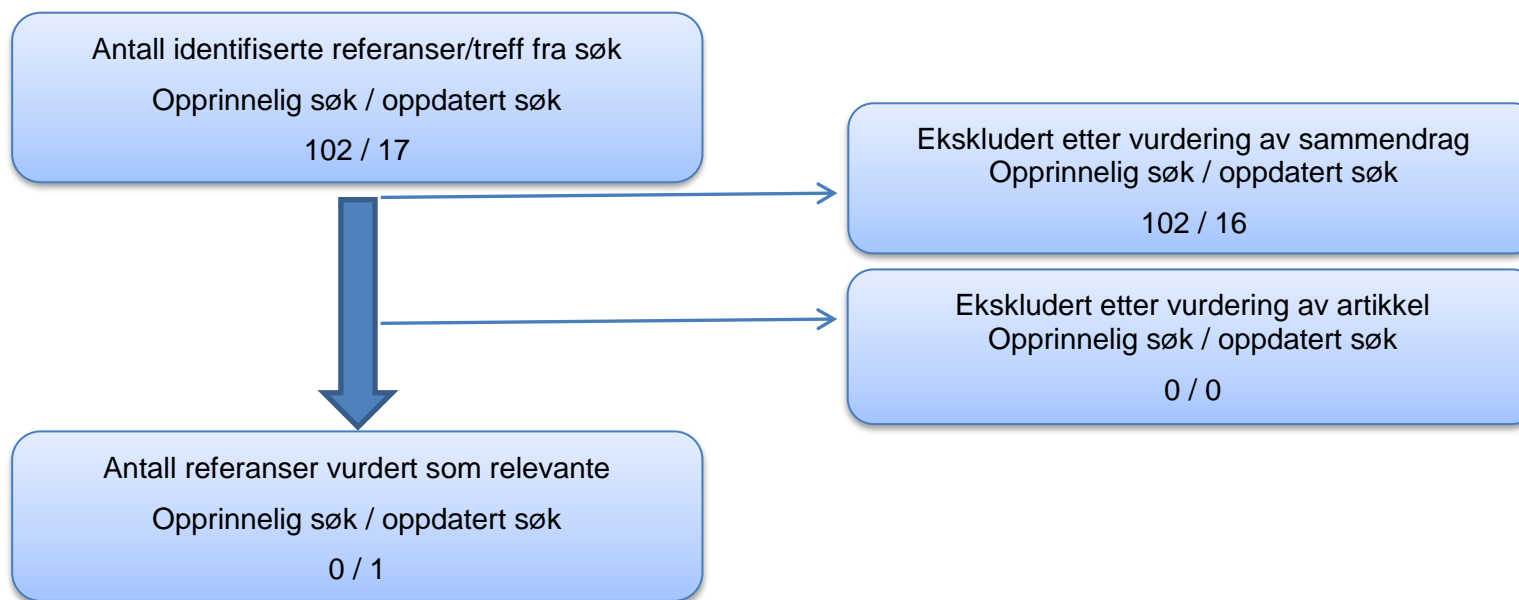 Antall identifiserte referanser/treff fra søk
Opprinnelig søk / oppdatert søk
102 / 17
Ekskludert etter vurdering av sammendrag
Opprinnelig søk / oppdatert søk
102 / 16
Ekskludert etter vurdering av artikkel
Opprinnelig søk / oppdatert søk
0 / 0
Antall referanser vurdert som relevante
Opprinnelig søk / oppdatert søk
0 / 1